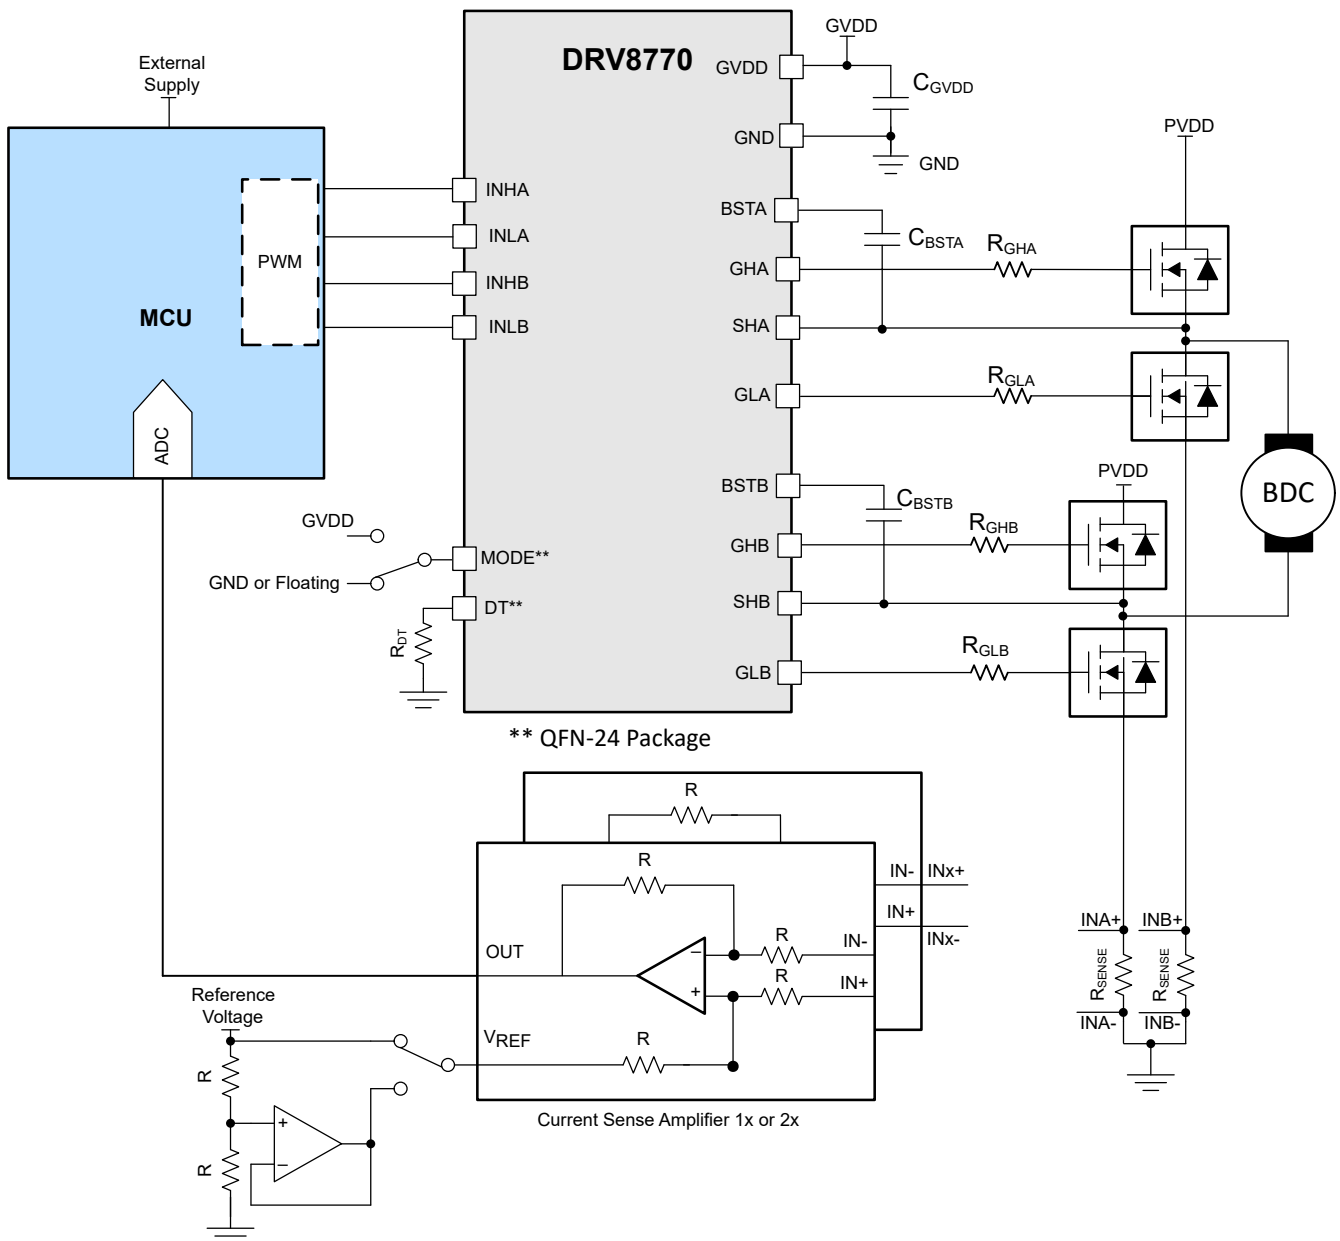 DRV8770
GVDD
GVDD
CGVDD
GND
GND
External
Supply
PVDD
INHA
INLA
INHB
INLB
PWM
MCU
ADC
BSTA
CBSTA
GHA
RGHA
SHA
GLA
RGLA
BSTB
CBSTB
PVDD
BDC
GHB
RGHB
SHB
GLB
RGLB
GVDD
GND or Floating
MODE**
DT**
RDT
** QFN-24 Package
R
R
IN-
INx+
IN+
INx-
OUT
R
IN-
R
IN+
−
+
VREF
R
Current Sense Amplifier 1x or 2x
INA+
INB+
RSENSE
RSENSE
INA-
INB-
Reference
Voltage
R
R
+
−